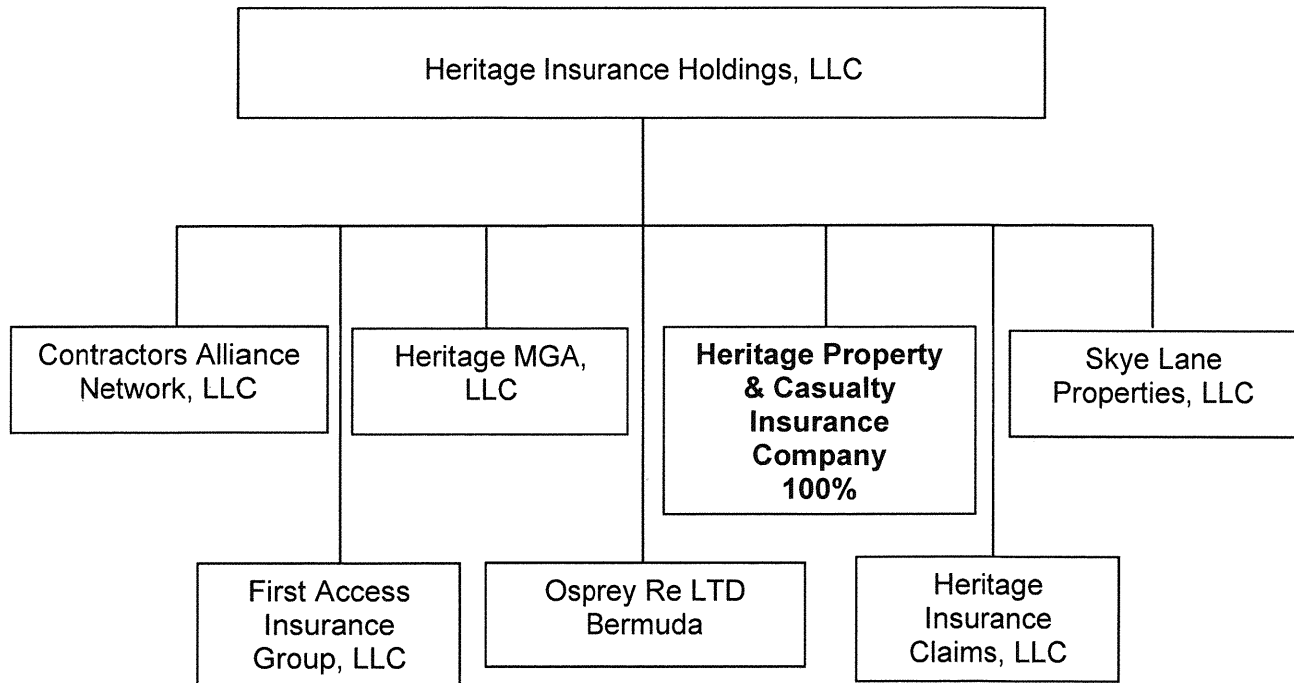 Heritage Insurance Holdings, LLC
Contractors Alliance
Network, LLC
Heritage MGA,
LLC
Heritage Property
& Casualty
Insurance
Company
100%
Skye Lane
Properties, LLC
First Access
Insurance
Group, LLC
Osprey Re LTD
Bermuda
Heritage
Insurance
Claims, LLC